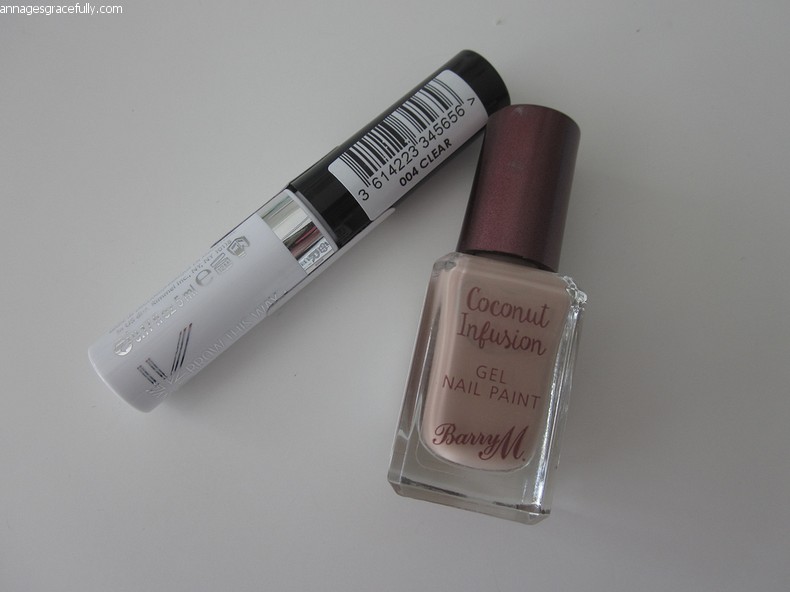 annagesgracefully.com
3 614223 345656 >
004 CLEAR
Coconut
Infusion
GEL
NAIL PAINT
Barry M.